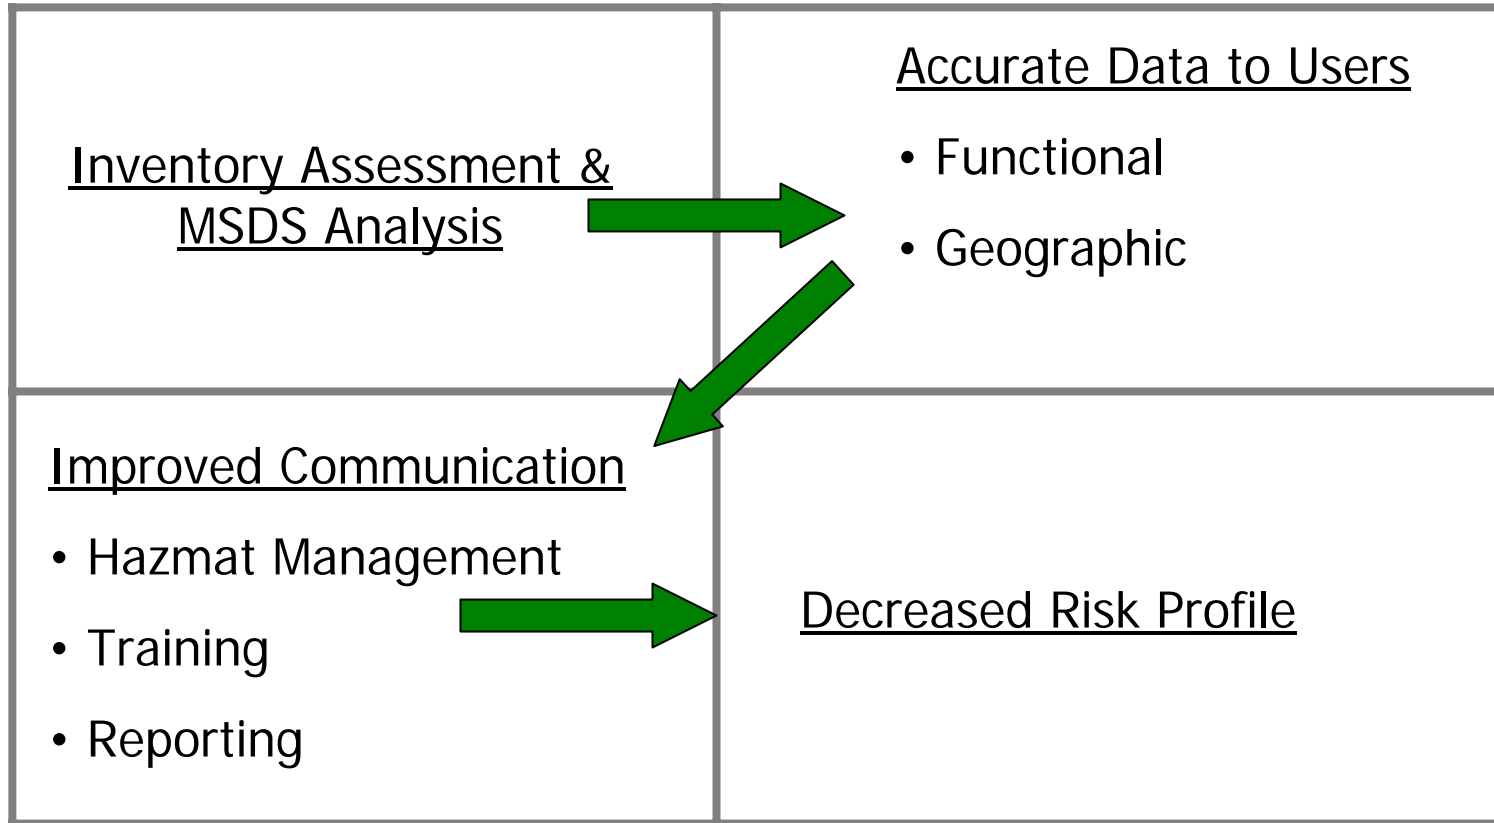 Inventory Assessment &
MSDS Analysis
Accurate Data to Users
• Functional
• Geographic
Improved Communication
• Hazmat Management
• Training
• Reporting
Decreased Risk Profile